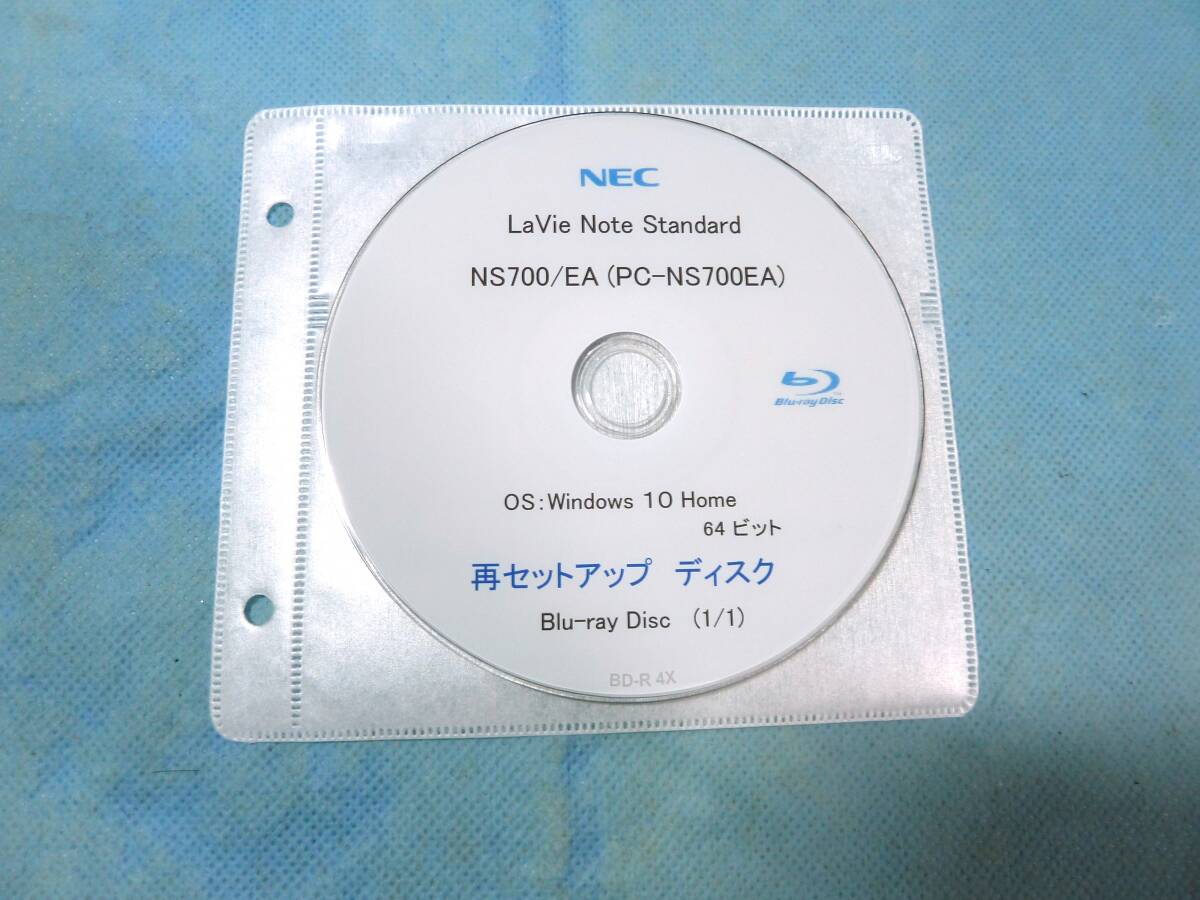 NEC
LaVie Note Standard
NS700/EA (PC-NS700EA)
Blu-ray Disc
OS:Windows 10 Home
64 ビット
再セットアップ ディスク
Blu-ray Disc (1/1)
BD-R 4X